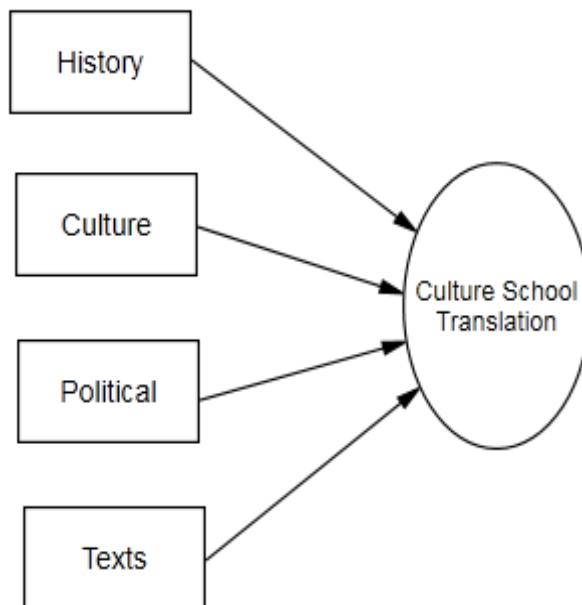 History
Culture
Culture School
Translation
Political
Texts